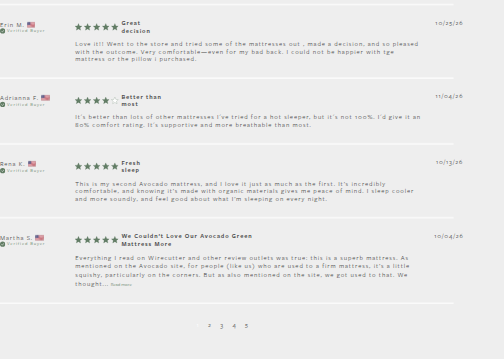 Erin M.
Verified Buyer
Great
decision
10/25/26
Love it!! Went to the store and tried some of the mattresses out , made a decision, and so pleased
with the outcome. Very comfortable—even for my bad back. I could not be happier with tge
mattress or the pillow i purchased.
Adrianna F.
Verified Buyer
Better than
most
11/04/26
It's better than lots of other mattresses I've tried for a hot sleeper, but it's not 100%. I'd give it an
80% comfort rating. It's supportive and more breathable than most.
Rena K.
Verified Buyer
Fresh
sleep
10/13/26
This is my second Avocado mattress, and I love it just as much as the first. It's incredibly
comfortable, and knowing it's made with organic materials gives me peace of mind. I sleep cooler
and more soundly, and feel good about what I'm sleeping on every night.
Martha S.
Verified Buyer
We Couldn't Love Our Avocado Green
Mattress More
10/04/26
Everything I read on Wirecutter and other review outlets was true: this is a superb mattress. As
mentioned on the Avocado site, for people (like us) who are used to a firm mattress, it's a little
squishy, particularly on the corners. But as also mentioned on the site, we got used to that. We
thought... Read more
2 3 4 5